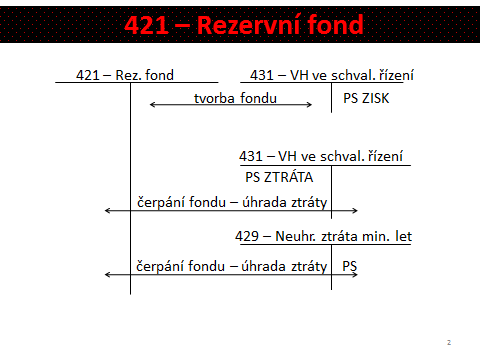 421 – Rezervní fond
421 – Rez. fond
431 – VH ve schval. řízení
tvorba fondu
PS ZISK
431 – VH ve schval. řízení
PS ZTRÁTA
čerpání fondu – úhrada ztráty
429 – Neuhr. ztráta min. let
čerpání fondu – úhrada ztráty
PS
2